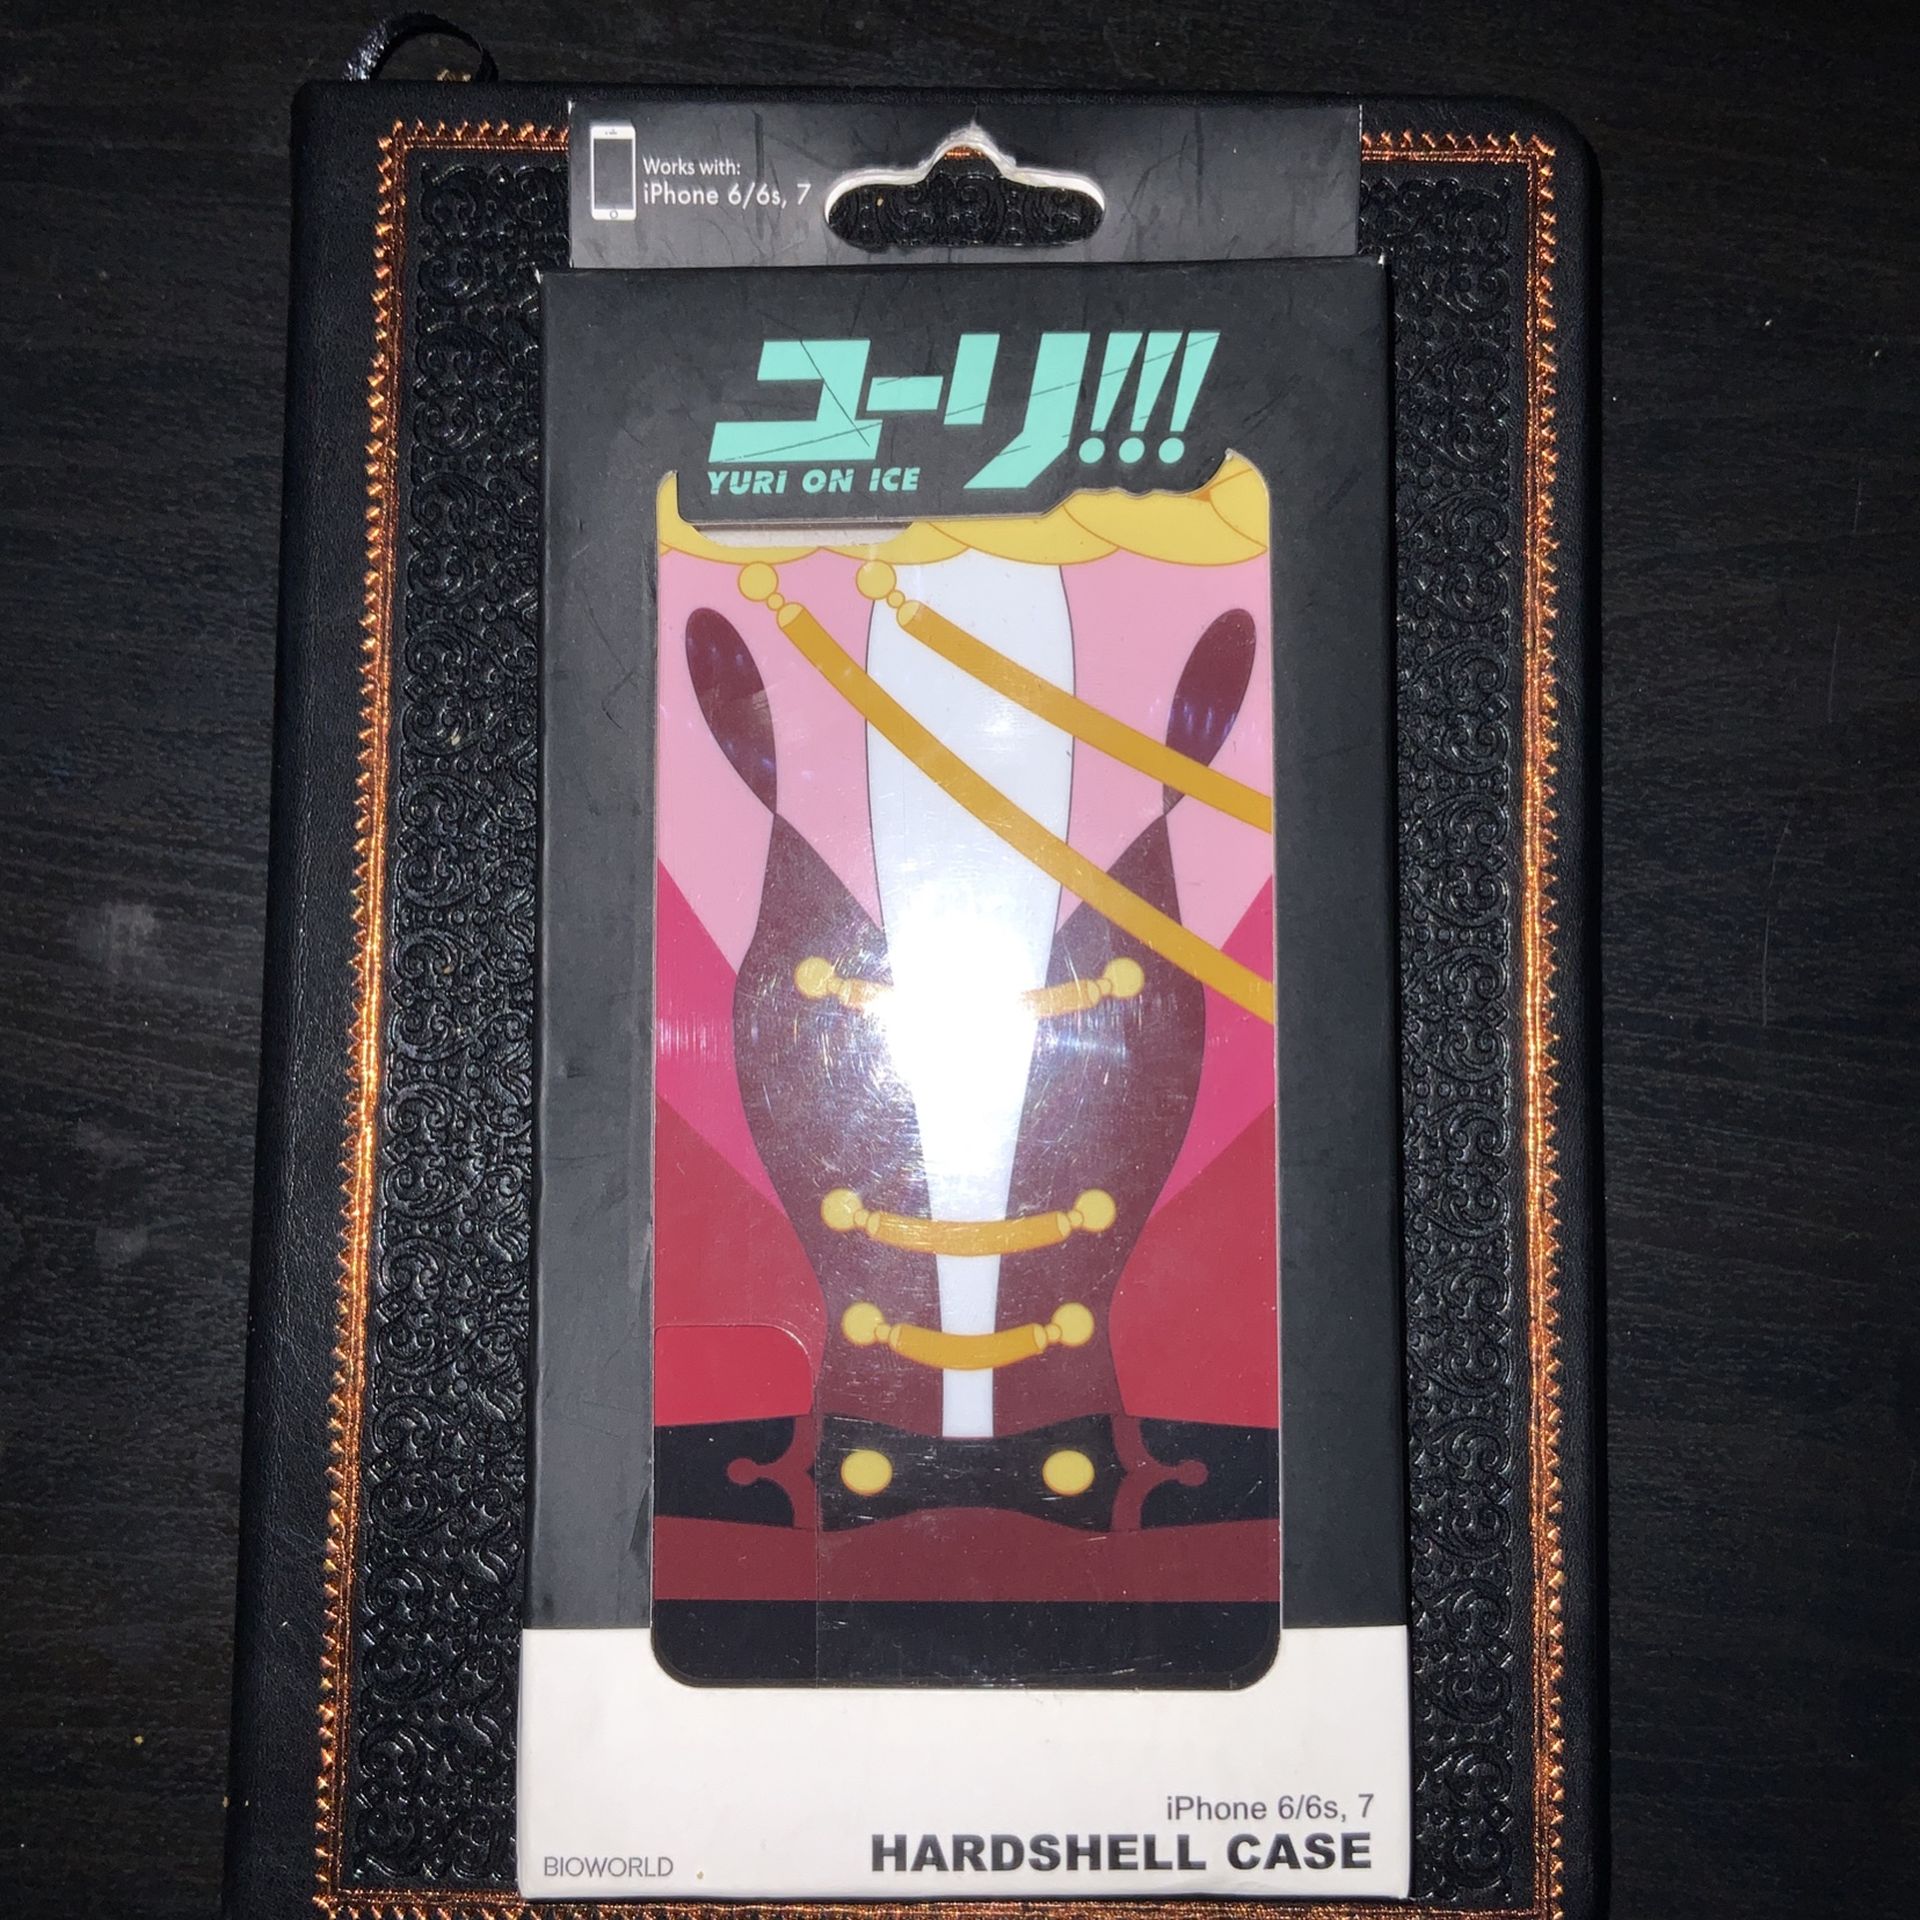 Works with:
iPhone 6/6s, 7
ユーリ!!!
YURi ON ICE
iPhone 6/6s, 7
HARDSHELL CASE
BIOWORLD